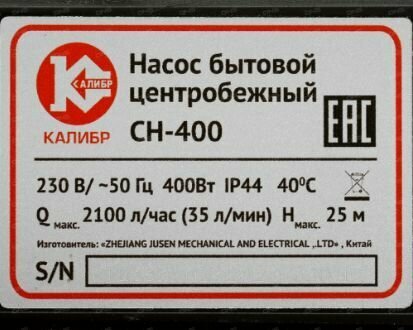 КАЛИБР
КАЛИБР
Насос бытовой
центробежный
СН-400
EAC
230 В/ ~50 Гц 400Вт IP44 40⁰С
Q макс. 2100 л/час (35 л/мин) Н макс. 25 м
Изготовитель: «ZHEJIANG JUSEN MECHANICAL AND ELECTRICAL .,LTD» , Китай
S/N